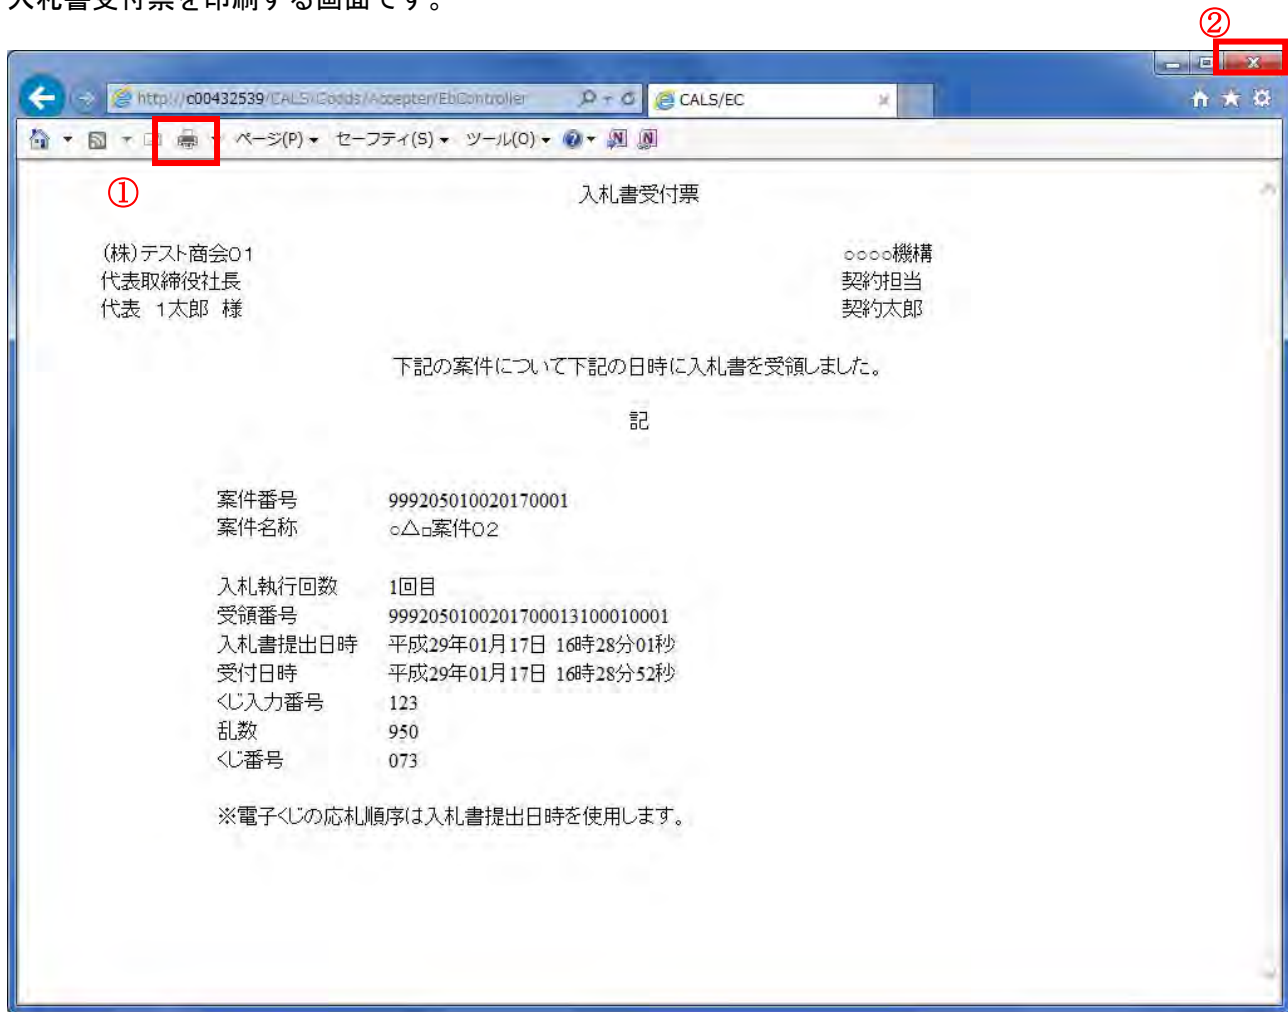 入札書受付票を印刷する画面です。
②
http://c00432539/CALS/Goods/Accepter/EbController
CALS/EC
ページ(P)
セーフティ(S)
ツール(O)
①
入札書受付票
(株)テスト商会01
代表取締役社長
代表 1太郎 様
○○○○機構
契約担当
契約太郎
下記の案件について下記の日時に入札書を受領しました。
記
案件番号 999205010020170001
案件名称 ○△□案件02
入札執行回数 1回目
受領番号 9992050100201700013100010001
入札書提出日時 平成29年01月17日 16時28分01秒
受付日時 平成29年01月17日 16時28分52秒
くじ入力番号 123
乱数 950
くじ番号 073
※電子くじの応札順序は入札書提出日時を使用します。